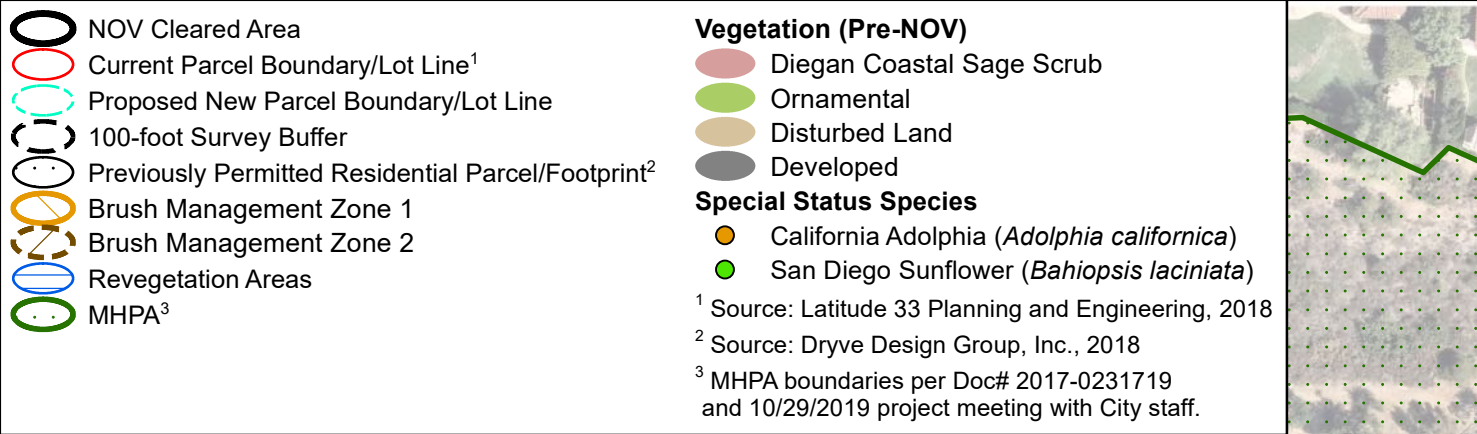 NOV Cleared Area
Current Parcel Boundary/Lot Line¹
Proposed New Parcel Boundary/Lot Line
100-foot Survey Buffer
Previously Permitted Residential Parcel/Footprint²
Brush Management Zone 1
Brush Management Zone 2
Revegetation Areas
MHPA³
Vegetation (Pre-NOV)
Diegan Coastal Sage Scrub
Ornamental
Disturbed Land
Developed
Special Status Species
California Adolphia (Adolphia californica)
San Diego Sunflower (Bahiopsis laciniata)
¹ Source: Latitude 33 Planning and Engineering, 2018
² Source: Dryve Design Group, Inc., 2018
³ MHPA boundaries per Doc# 2017-0231719
and 10/29/2019 project meeting with City staff.